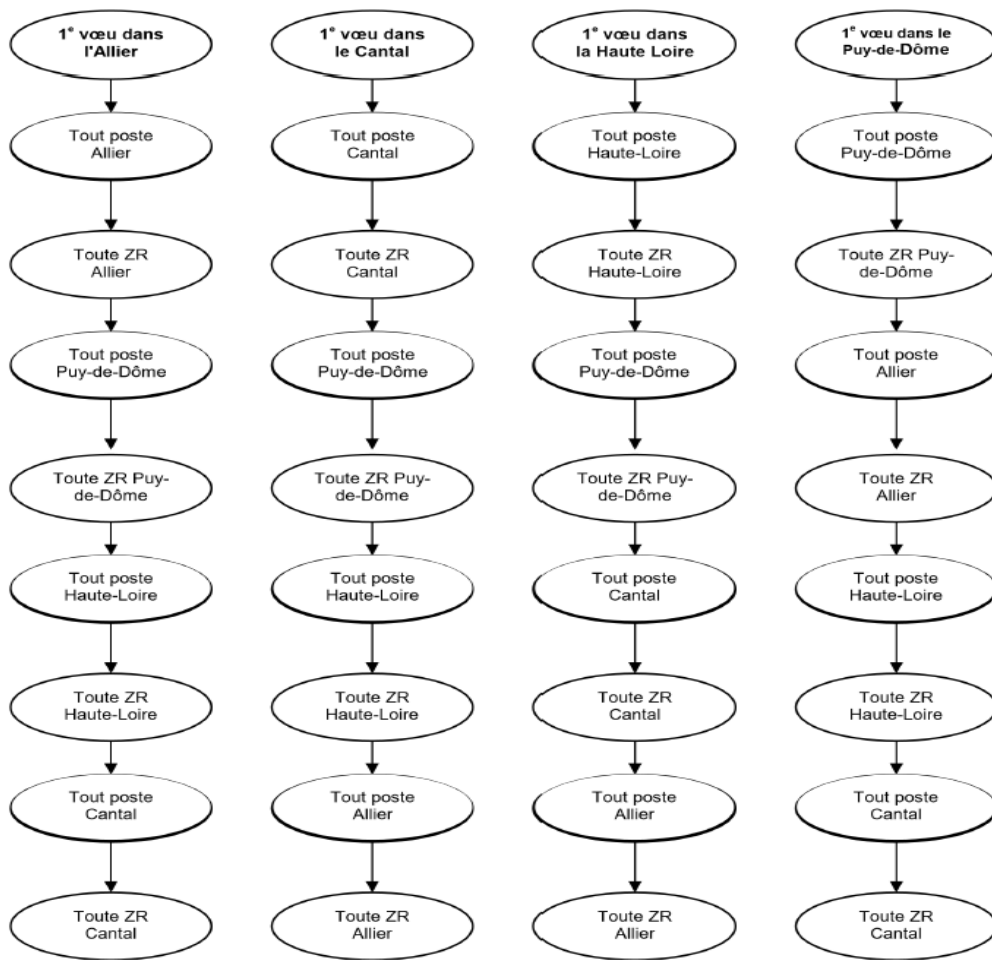 1e vœu dans
l'Allier
Tout poste
Allier
Toute ZR
Allier
Tout poste
Puy-de-Dôme
Toute ZR Puy-
de-Dôme
Tout poste
Haute-Loire
Toute ZR
Haute-Loire
Tout poste
Cantal
Toute ZR
Cantal
1e vœu dans
le Cantal
Tout poste
Cantal
Toute ZR
Cantal
Tout poste
Puy-de-Dôme
Toute ZR Puy-
de-Dôme
Tout poste
Haute-Loire
Toute ZR
Haute-Loire
Tout poste
Allier
Toute ZR
Allier
1e vœu dans
la Haute Loire
Tout poste
Haute-Loire
Toute ZR
Haute-Loire
Tout poste
Puy-de-Dôme
Toute ZR Puy-
de-Dôme
Tout poste
Cantal
Toute ZR
Cantal
Tout poste
Allier
Toute ZR
Allier
1e vœu dans le
Puy-de-Dôme
Tout poste
Puy-de-Dôme
Toute ZR Puy-
de-Dôme
Tout poste
Allier
Toute ZR
Allier
Tout poste
Haute-Loire
Toute ZR
Haute-Loire
Tout poste
Cantal
Toute ZR
Cantal